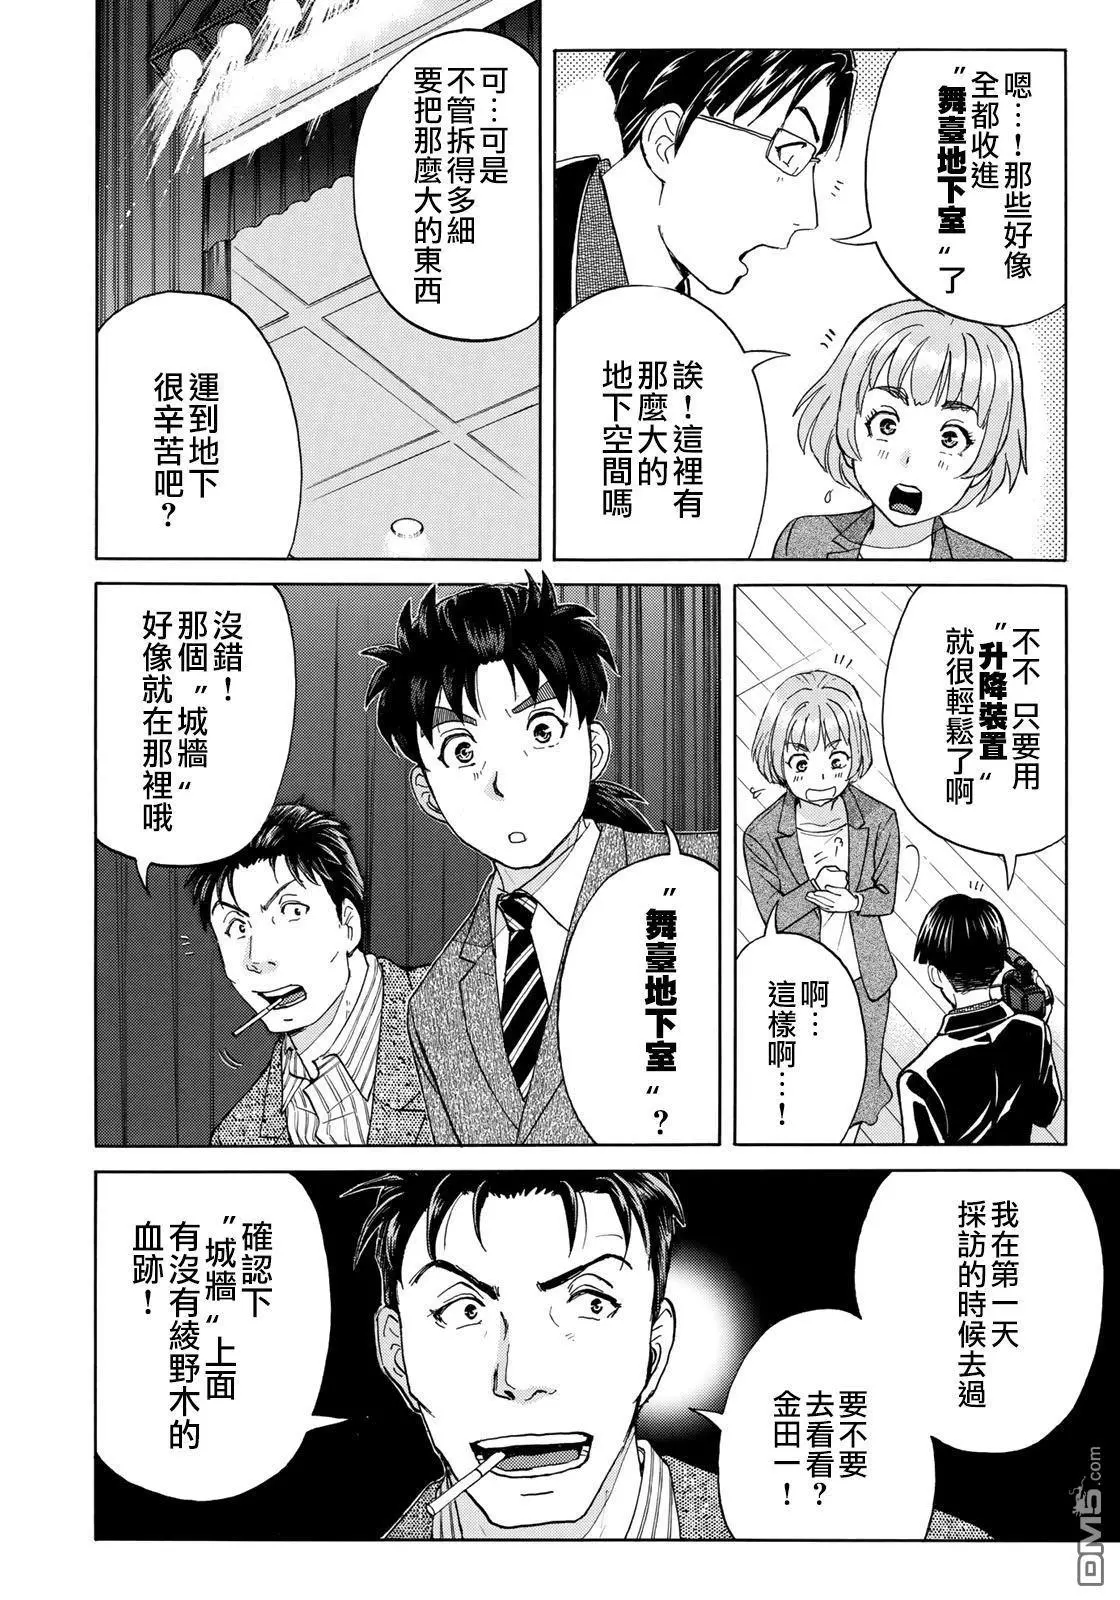 嗯…！那些好像
全都收進
〝舞臺地下室〞了
誒！這裡有
那麼大的
地下空間嗎
可…可是
不管拆得多細
要把那麼大的東西
運到地下
很辛苦吧？
不不 只要用
〝升降裝置〞
就很輕鬆了啊
啊…
這樣啊…！
〝舞臺地下室〞？
沒錯！
那個〝城牆〞
好像就在那裡哦
我在第一天
採訪的時候去過
要不要
去看看？
金田一！
確認下
〝城牆〞上面
有沒有綾野木的
血跡！
DM5.com